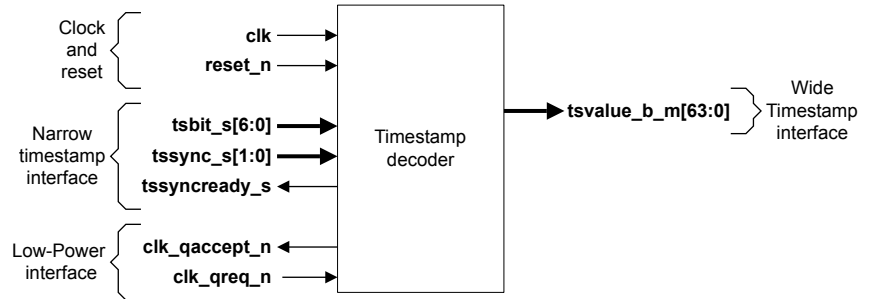 Clock
and
reset
clk
reset_n
Narrow
timestamp
interface
tsbit_s[6:0]
tssync_s[1:0]
tssyncready_s
Low-Power
interface
clk_qaccept_n
clk_qreq_n
Timestamp
decoder
tsvalue_b_m[63:0]
Wide
Timestamp
interface